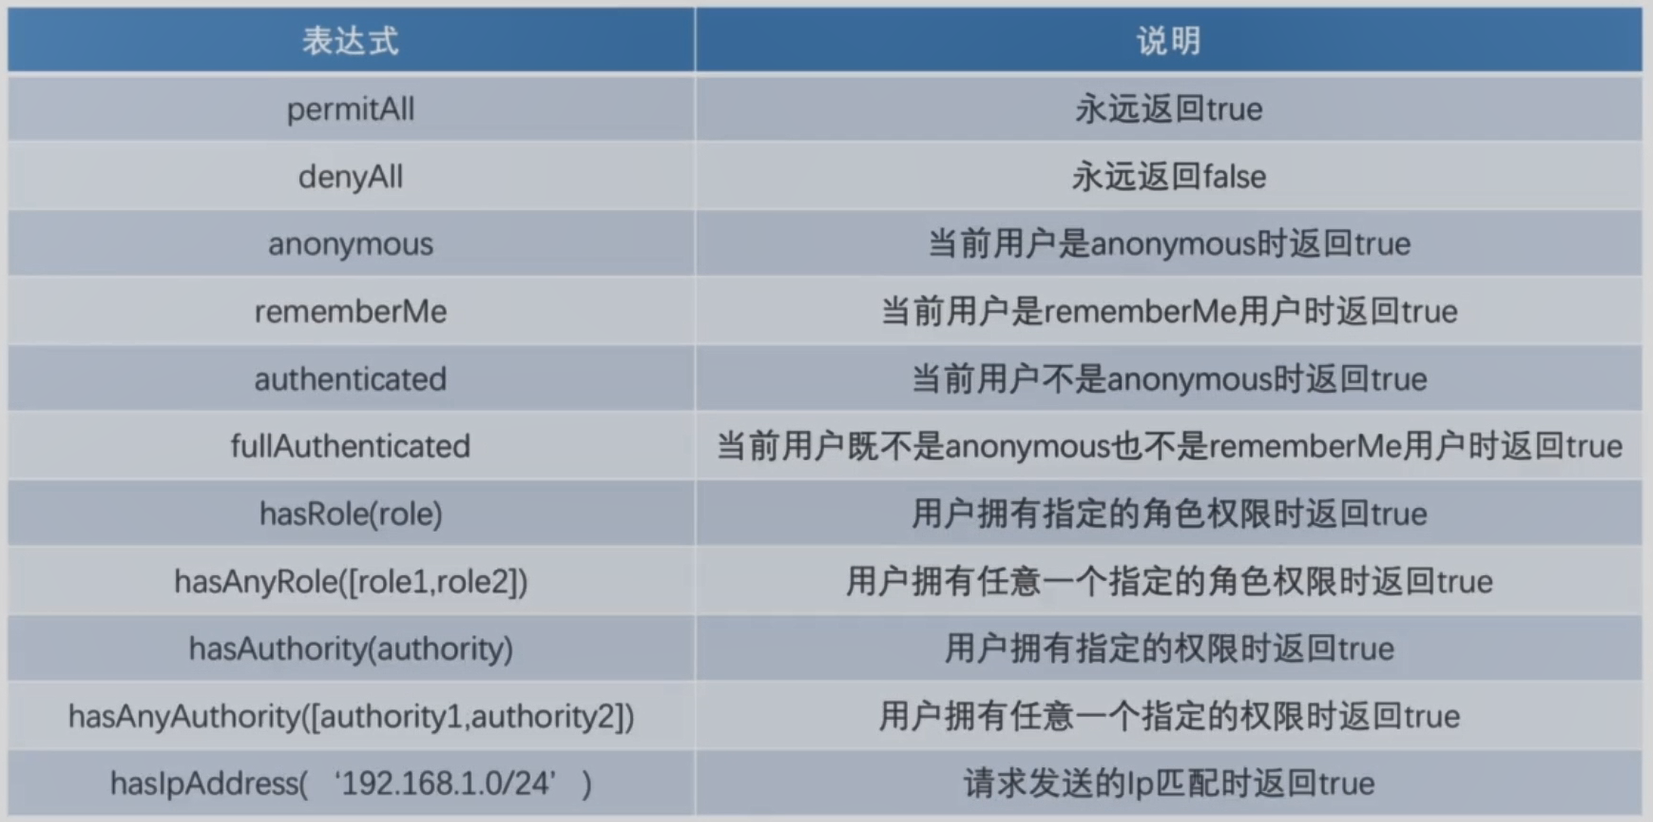 表达式 说明
permitAll 永远返回true
denyAll 永远返回false
anonymous 当前用户是anonymous时返回true
rememberMe 当前用户是rememberMe用户时返回true
authenticated 当前用户不是anonymous时返回true
fullAuthenticated 当前用户既不是anonymous也不是rememberMe用户时返回true
hasRole(role) 用户拥有指定的角色权限时返回true
hasAnyRole([role1,role2]) 用户拥有任意一个指定的角色权限时返回true
hasAuthority(authority) 用户拥有指定的权限时返回true
hasAnyAuthority([authority1,authority2]) 用户拥有任意一个指定的权限时返回true
hasIpAddress( ‘192.168.1.0/24’ ) 请求发送的Ip匹配时返回true